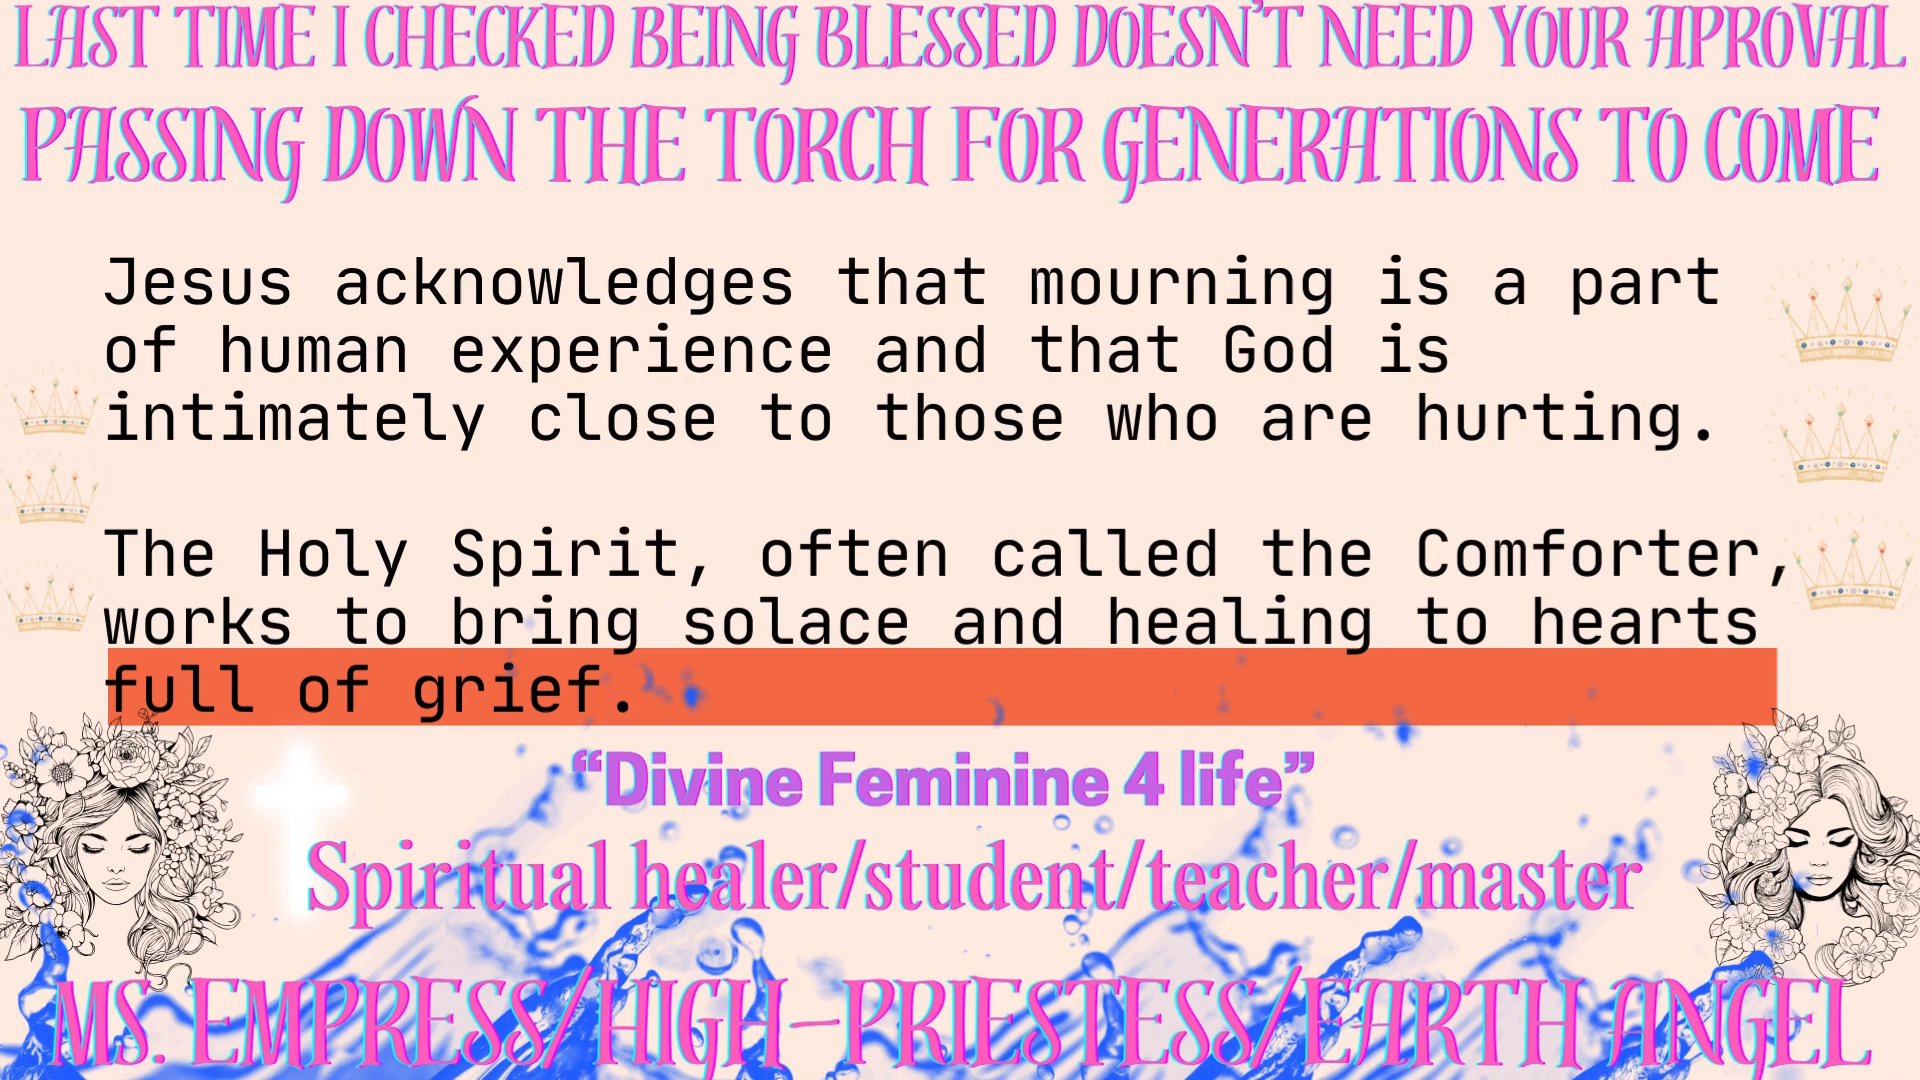 LAST TIME I CHECKED BEING BLESSED DOESN'T NEED YOUR APROVAL
PASSING DOWN THE TORCH FOR GENERATIONS TO COME
Jesus acknowledges that mourning is a part
of human experience and that God is
intimately close to those who are hurting.
The Holy Spirit, often called the Comforter,
works to bring solace and healing to hearts
full of grief.
“Divine Feminine 4 life”
Spiritual healer/student/teacher/master
MS. EMPRESS/HIGH-PRIESTESS/EARTH ANGEL